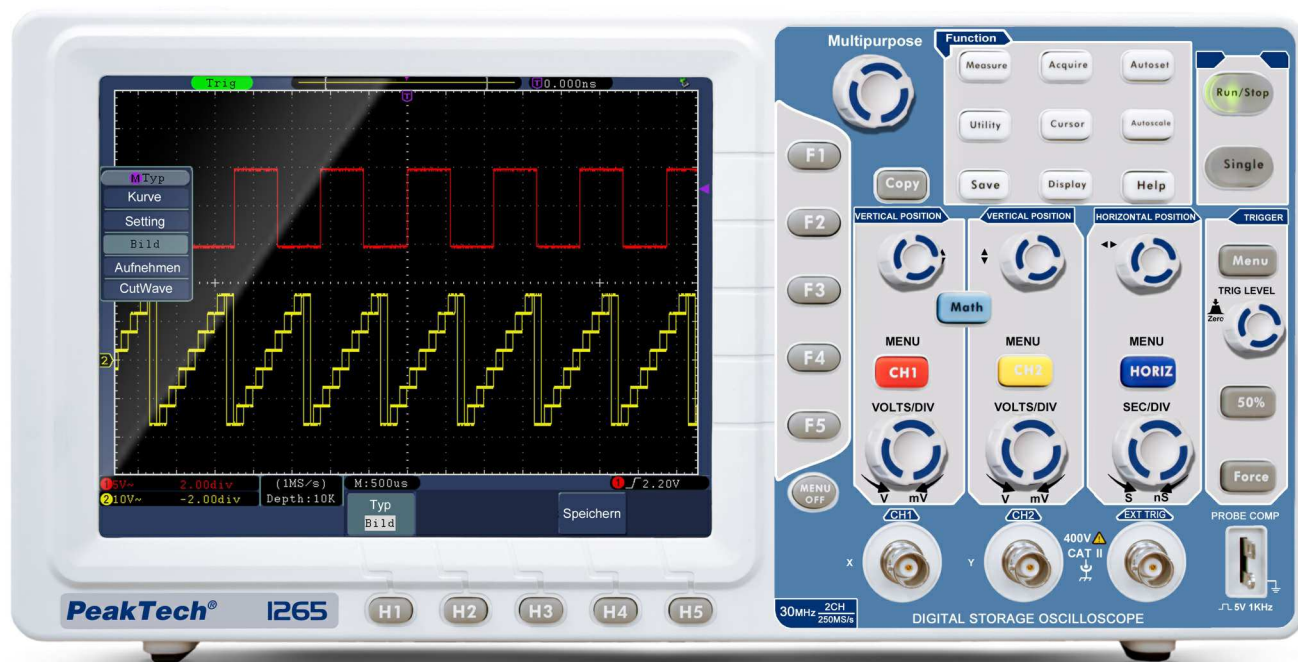 Trig
T 0.000ns
T
M Typ
Kurve
Setting
Bild
Aufnehmen
CutWave
2
1 5V~ 2.00div
2 10V~ -2.00div
(1MS/s)
Depth:10K
M:500us
1 2.20V
Typ
Bild
Speichern
PeakTech® 1265
H1 H2 H3 H4 H5
Multipurpose
Function
Measure Acquire Autoset
Utility Cursor Autoscale
Save Display Help
Run/Stop
Single
Copy
F1
F2
F3
F4
F5
MENU OFF
VERTICAL POSITION VERTICAL POSITION HORIZONTAL POSITION TRIGGER
Math
Menu
TRIG LEVEL
Zero
MENU MENU MENU
CH1 CH2 HORIZ
50%
VOLTS/DIV VOLTS/DIV SEC/DIV
V mV V mV S nS
Force
CH1 CH2 EXT TRIG
PROBE COMP
X Y
400V
CAT II
5V 1KHz
30MHz 2CH 250MS/s
DIGITAL STORAGE OSCILLOSCOPE